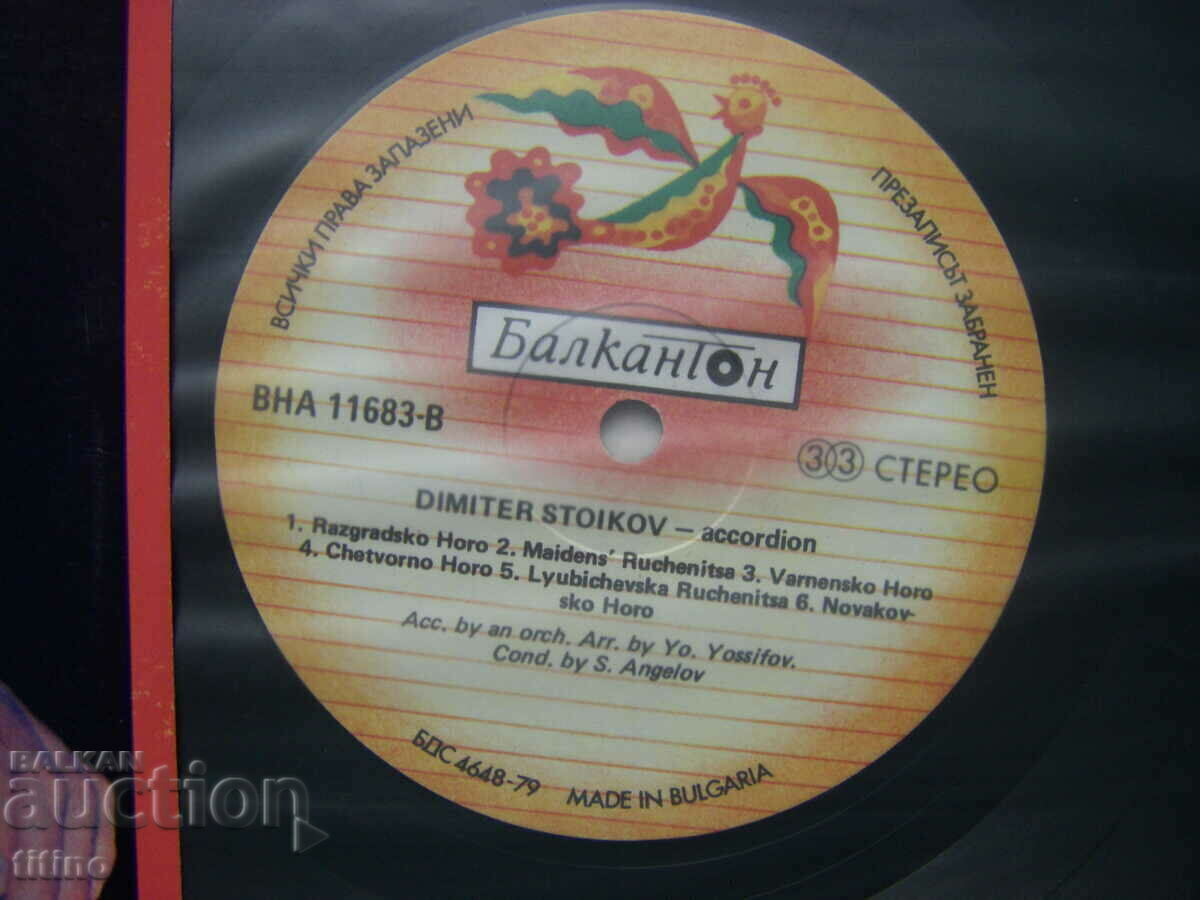 ВСИЧКИ ПРАВА ЗАПАЗЕНИ
ПРЕЗАПИСЪТ ЗАБРАНЕН
Балкантон
ВНА 11683-В
33 СТЕРЕО
DIMITER STOIKOV — accordion
1. Razgradsko Horo 2. Maidens' Ruchenitsa 3. Varnensko Horo
4. Chetvorno Horo 5. Lyubichevska Ruchenitsa 6. Novakov-
sko Horo
Acc. by an orch. Arr. by Yo. Yossifov.
Cond. by S. Angelov
БДС 4648-79 MADE IN BULGARIA
BALKAN
auction
titino